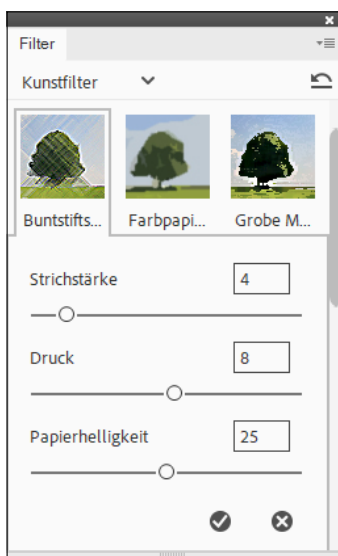 Filter
Kunstfilter
Buntstifts... Farbpapi... Grobe M...
Strichstärke 4
Druck 8
Papierhelligkeit 25